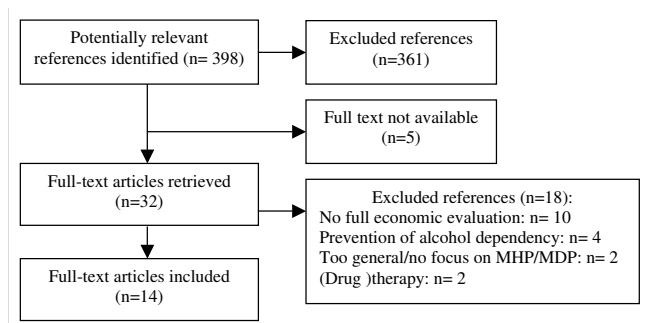 Potentially relevant
references identified (n= 398)
Excluded references
(n=361)
Full text not available
(n=5)
Full-text articles retrieved
(n=32)
Excluded references (n=18):
No full economic evaluation: n= 10
Prevention of alcohol dependency: n= 4
Too general/no focus on MHP/MDP: n= 2
(Drug )therapy: n= 2
Full-text articles included
(n=14)